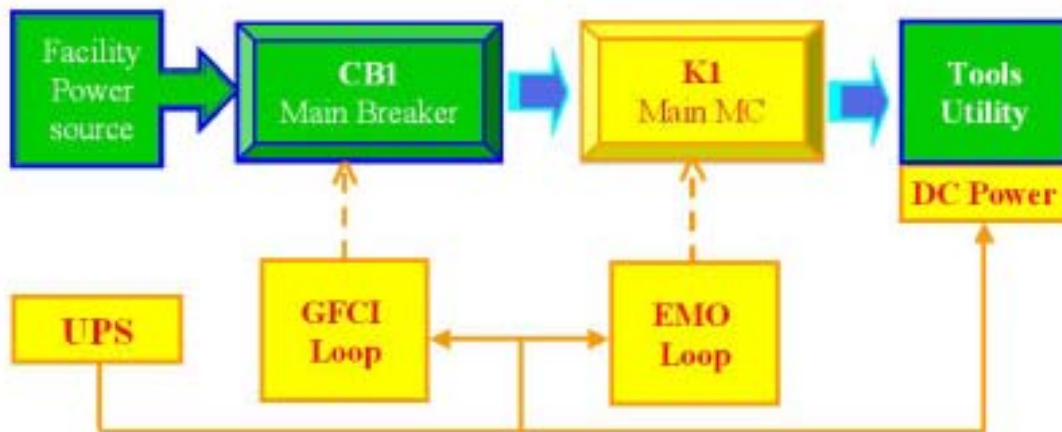 Facility
Power
source
CB1
Main Breaker
K1
Main MC
Tools
Utility
DC Power
UPS
GFCI
Loop
EMO
Loop